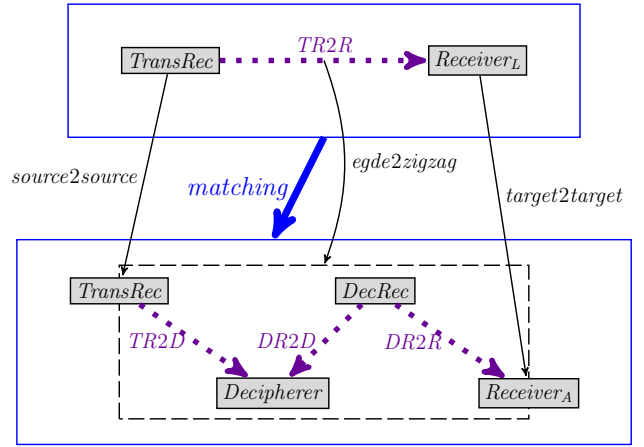 TR2R
TransRec
Receiver_L
egde2zigzag
source2source
matching
target2target
TransRec
DecRec
TR2D
DR2D
DR2R
Decipherer
Receiver_A